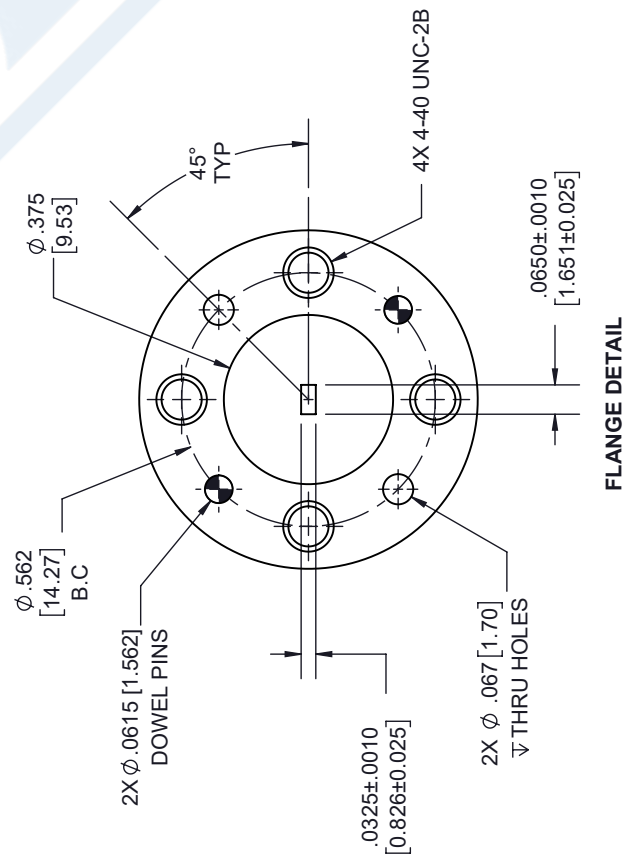 Ø.562
[14.27]
B.C
Ø.375
[9.53]
45°
TYP
2X Ø.0615 [1.562]
DOWEL PINS
4X 4-40 UNC-2B
.0325±.0010
[0.826±0.025]
2X Ø .067 [1.70]
↧ THRU HOLES
.0650±.0010
[1.651±0.025]
FLANGE DETAIL